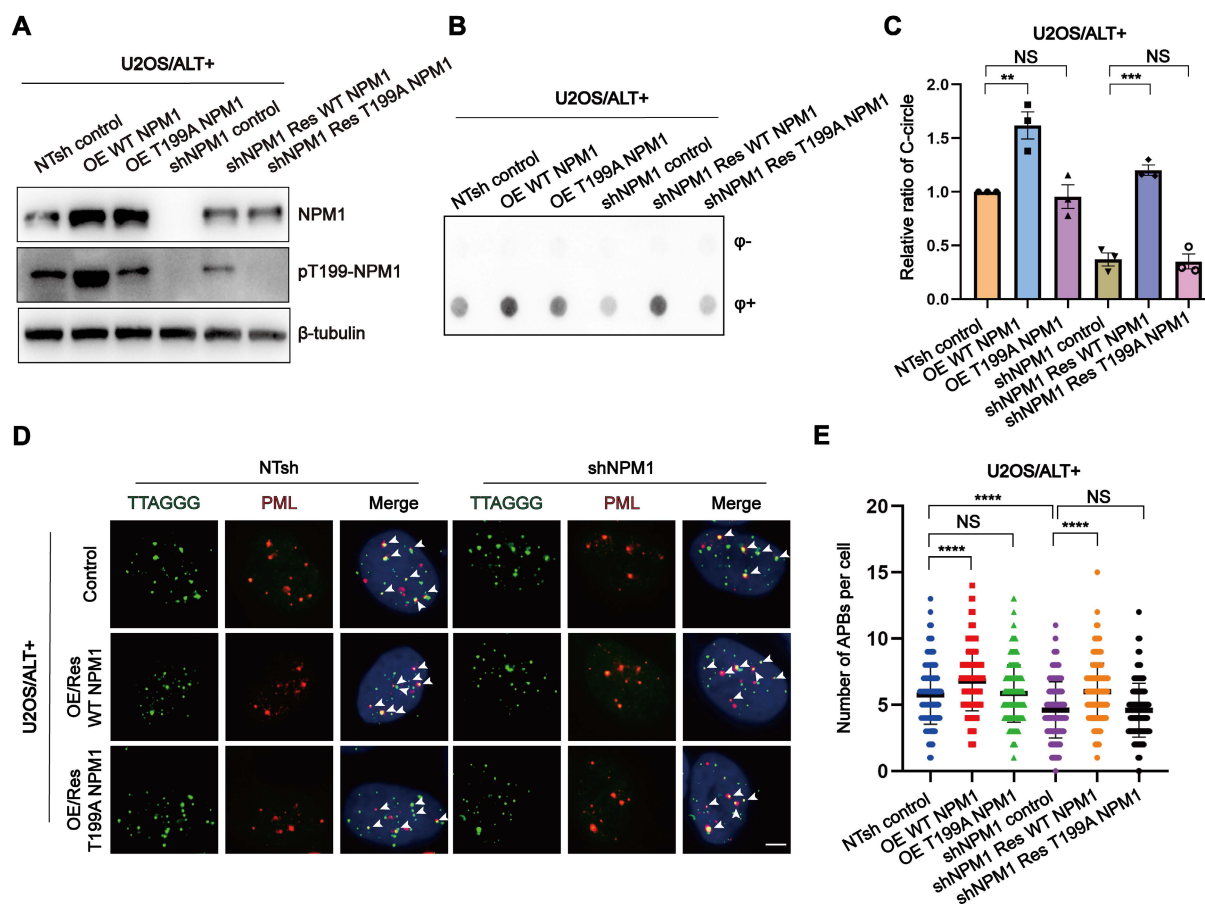 A
U2OS/ALT+
NTsh control
OE WT NPM1
OE T199A NPM1
shNPM1 control
shNPM1 Res WT NPM1
shNPM1 Res T199A NPM1
NPM1
pT199-NPM1
β-tubulin
B
U2OS/ALT+
NTsh control
OE WT NPM1
OE T199A NPM1
shNPM1 control
shNPM1 Res WT NPM1
shNPM1 Res T199A NPM1
φ-
φ+
C
U2OS/ALT+
NS
NS
**
***
Relative ratio of C-circle
2.0
1.5
1.0
0.5
0.0
NTsh control
OE WT NPM1
OE T199A NPM1
shNPM1 control
shNPM1 Res WT NPM1
shNPM1 Res T199A NPM1
D
NTsh
shNPM1
TTAGGG
PML
Merge
TTAGGG
PML
Merge
U2OS/ALT+
Control
OE/Res
WT NPM1
OE/Res
T199A NPM1
E
U2OS/ALT+
****
NS
NS
****
****
Number of APBs per cell
20
15
10
5
0
NTsh control
OE WT NPM1
OE T199A NPM1
shNPM1 control
shNPM1 Res WT NPM1
shNPM1 Res T199A NPM1